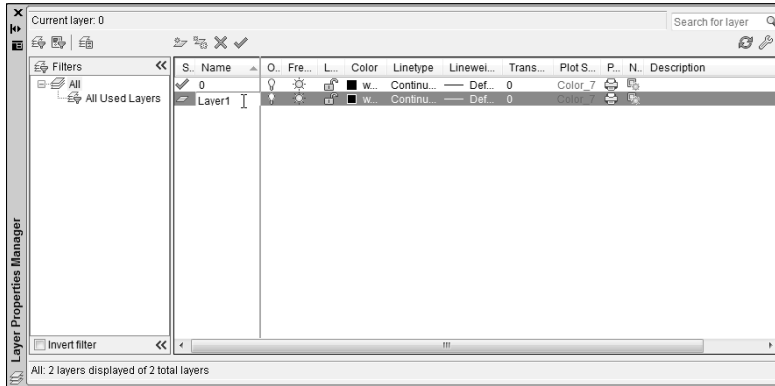 Current layer: 0
Search for layer
Filters
S.. Name O.. Fre... L... Color Linetype Linewei... Trans... Plot S... P... N.. Description
All
All Used Layers
0 w... Continu... Def... 0 Color_7
Layer1 w... Continu... Def... 0 Color_7
Layer Properties Manager
Invert filter
All: 2 layers displayed of 2 total layers